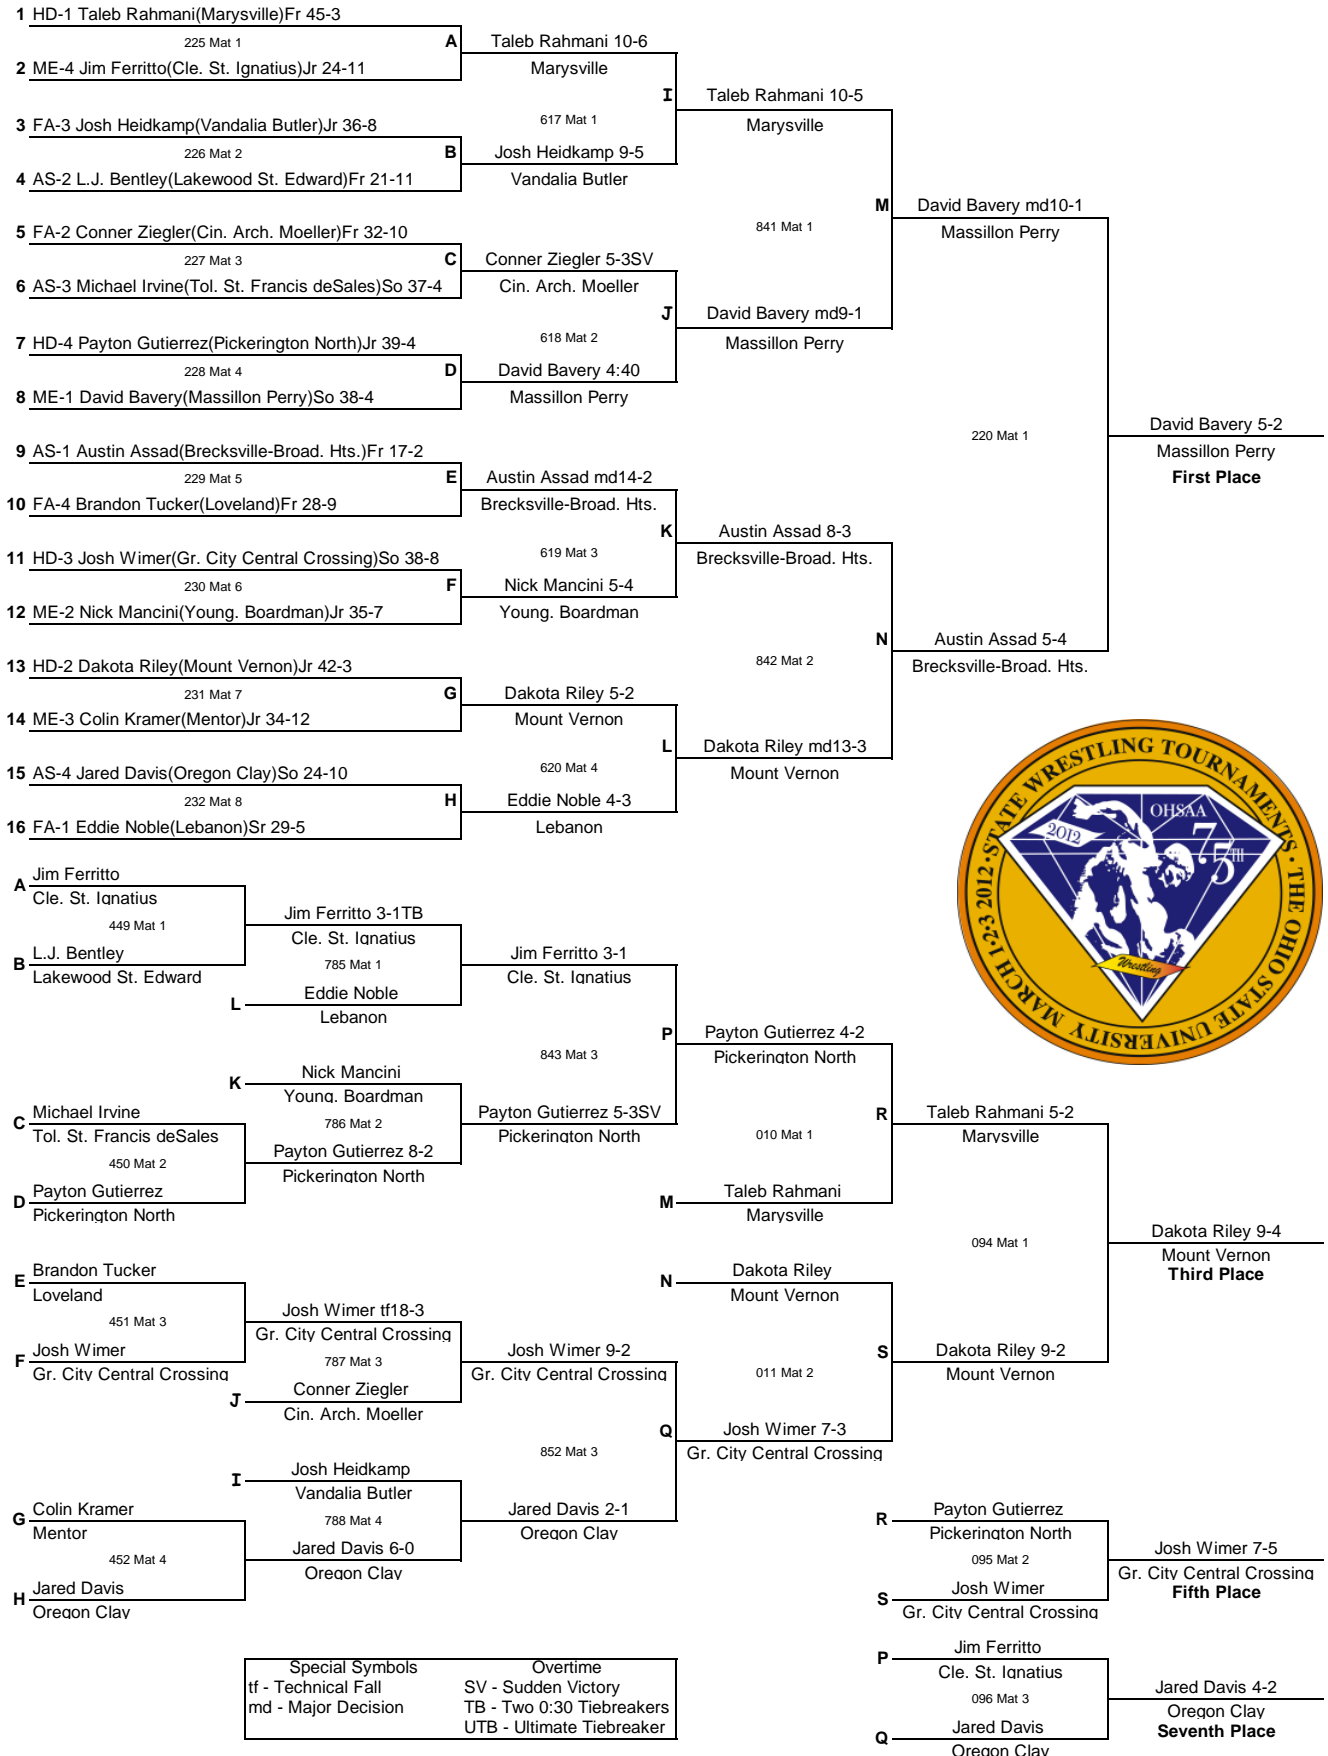 1 HD-1 Taleb Rahmani(Marysville)Fr 45-3
225 Mat 1
A
2 ME-4 Jim Ferritto(Cle. St. Ignatius)Jr 24-11
Taleb Rahmani 10-6
Marysville
I
617 Mat 1
3 FA-3 Josh Heidkamp(Vandalia Butler)Jr 36-8
226 Mat 2
B
4 AS-2 L.J. Bentley(Lakewood St. Edward)Fr 21-11
Josh Heidkamp 9-5
Vandalia Butler
Taleb Rahmani 10-5
Marysville
M
841 Mat 1
5 FA-2 Conner Ziegler(Cin. Arch. Moeller)Fr 32-10
227 Mat 3
C
6 AS-3 Michael Irvine(Tol. St. Francis deSales)So 37-4
Conner Ziegler 5-3SV
Cin. Arch. Moeller
J
618 Mat 2
7 HD-4 Payton Gutierrez(Pickerington North)Jr 39-4
228 Mat 4
D
8 ME-1 David Bavery(Massillon Perry)So 38-4
David Bavery 4:40
Massillon Perry
David Bavery md9-1
Massillon Perry
David Bavery md10-1
Massillon Perry
220 Mat 1
David Bavery 5-2
Massillon Perry
First Place
9 AS-1 Austin Assad(Brecksville-Broad. Hts.)Fr 17-2
229 Mat 5
E
10 FA-4 Brandon Tucker(Loveland)Fr 28-9
Austin Assad md14-2
Brecksville-Broad. Hts.
K
619 Mat 3
11 HD-3 Josh Wimer(Gr. City Central Crossing)So 38-8
230 Mat 6
F
12 ME-2 Nick Mancini(Young. Boardman)Jr 35-7
Nick Mancini 5-4
Young. Boardman
Austin Assad 8-3
Brecksville-Broad. Hts.
N
842 Mat 2
Austin Assad 5-4
Brecksville-Broad. Hts.
13 HD-2 Dakota Riley(Mount Vernon)Jr 42-3
231 Mat 7
G
14 ME-3 Colin Kramer(Mentor)Jr 34-12
Dakota Riley 5-2
Mount Vernon
L
620 Mat 4
15 AS-4 Jared Davis(Oregon Clay)So 24-10
232 Mat 8
H
16 FA-1 Eddie Noble(Lebanon)Sr 29-5
Eddie Noble 4-3
Lebanon
Dakota Riley md13-3
Mount Vernon
STATE WRESTLING TOURNAMENTS · THE OHIO STATE UNIVERSITY MARCH 1-2-3 2012 ·
OHSAA
2012
75TH
Wrestling
A Jim Ferritto
Cle. St. Ignatius
449 Mat 1
B L.J. Bentley
Lakewood St. Edward
Jim Ferritto 3-1TB
Cle. St. Ignatius
785 Mat 1
L Eddie Noble
Lebanon
Jim Ferritto 3-1
Cle. St. Ignatius
P
843 Mat 3
K Nick Mancini
Young. Boardman
786 Mat 2
C Michael Irvine
Tol. St. Francis deSales
450 Mat 2
D Payton Gutierrez
Pickerington North
Payton Gutierrez 8-2
Pickerington North
Payton Gutierrez 5-3SV
Pickerington North
Payton Gutierrez 4-2
Pickerington North
R
010 Mat 1
M Taleb Rahmani
Marysville
Taleb Rahmani 5-2
Marysville
094 Mat 1
Dakota Riley 9-4
Mount Vernon
Third Place
E Brandon Tucker
Loveland
451 Mat 3
F Josh Wimer
Gr. City Central Crossing
Josh Wimer tf18-3
Gr. City Central Crossing
787 Mat 3
J Conner Ziegler
Cin. Arch. Moeller
Josh Wimer 9-2
Gr. City Central Crossing
Q
852 Mat 3
N Dakota Riley
Mount Vernon
S
011 Mat 2
Josh Wimer 7-3
Gr. City Central Crossing
Dakota Riley 9-2
Mount Vernon
I Josh Heidkamp
Vandalia Butler
788 Mat 4
G Colin Kramer
Mentor
452 Mat 4
H Jared Davis
Oregon Clay
Jared Davis 6-0
Oregon Clay
Jared Davis 2-1
Oregon Clay
R Payton Gutierrez
Pickerington North
095 Mat 2
S Josh Wimer
Gr. City Central Crossing
Josh Wimer 7-5
Gr. City Central Crossing
Fifth Place
P Jim Ferritto
Cle. St. Ignatius
096 Mat 3
Q Jared Davis
Oregon Clay
Jared Davis 4-2
Oregon Clay
Seventh Place
Special Symbols Overtime
tf - Technical Fall SV - Sudden Victory
md - Major Decision TB - Two 0:30 Tiebreakers
UTB - Ultimate Tiebreaker